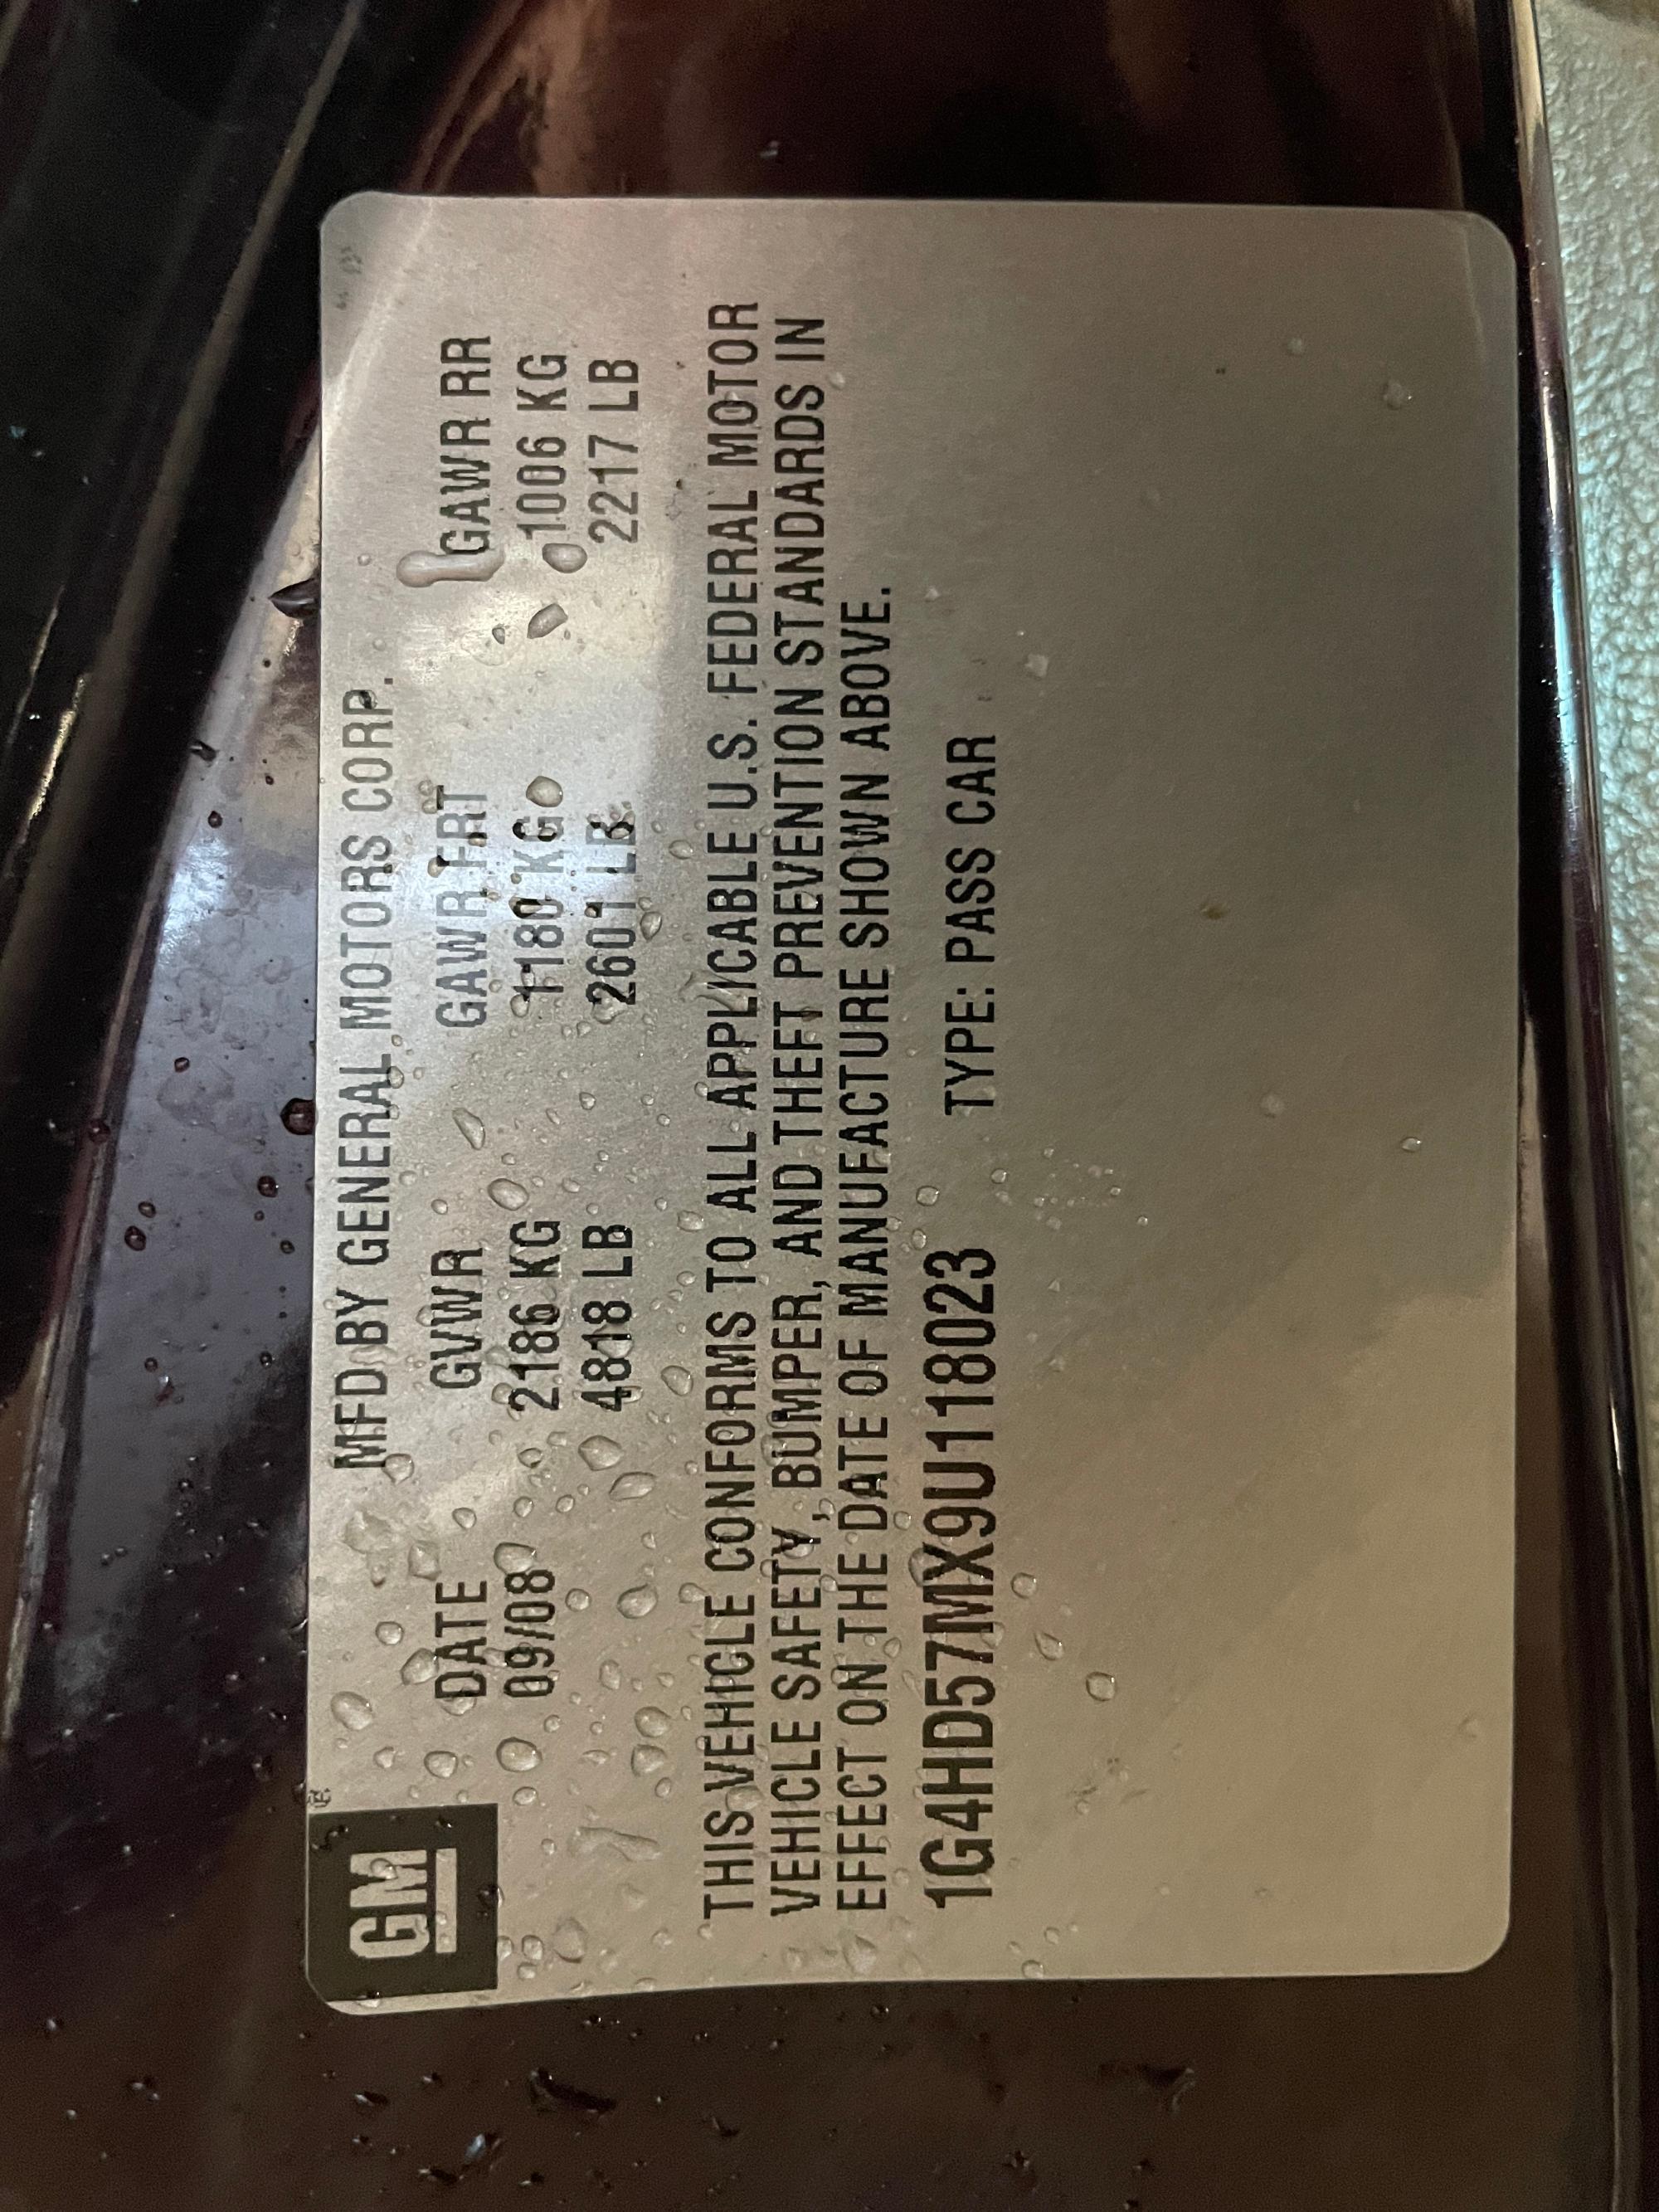 GM
MFD BY GENERAL MOTORS CORP.
DATE GVWR GAWR FRT GAWR RR
09/08 2186 KG 1180 KG 1006 KG
4818 LB 2601 LB 2217 LB
THIS VEHICLE CONFORMS TO ALL APPLICABLE U.S. FEDERAL MOTOR
VEHICLE SAFETY, BUMPER, AND THEFT PREVENTION STANDARDS IN
EFFECT ON THE DATE OF MANUFACTURE SHOWN ABOVE.
1G4HD57MX9U118023 TYPE: PASS CAR